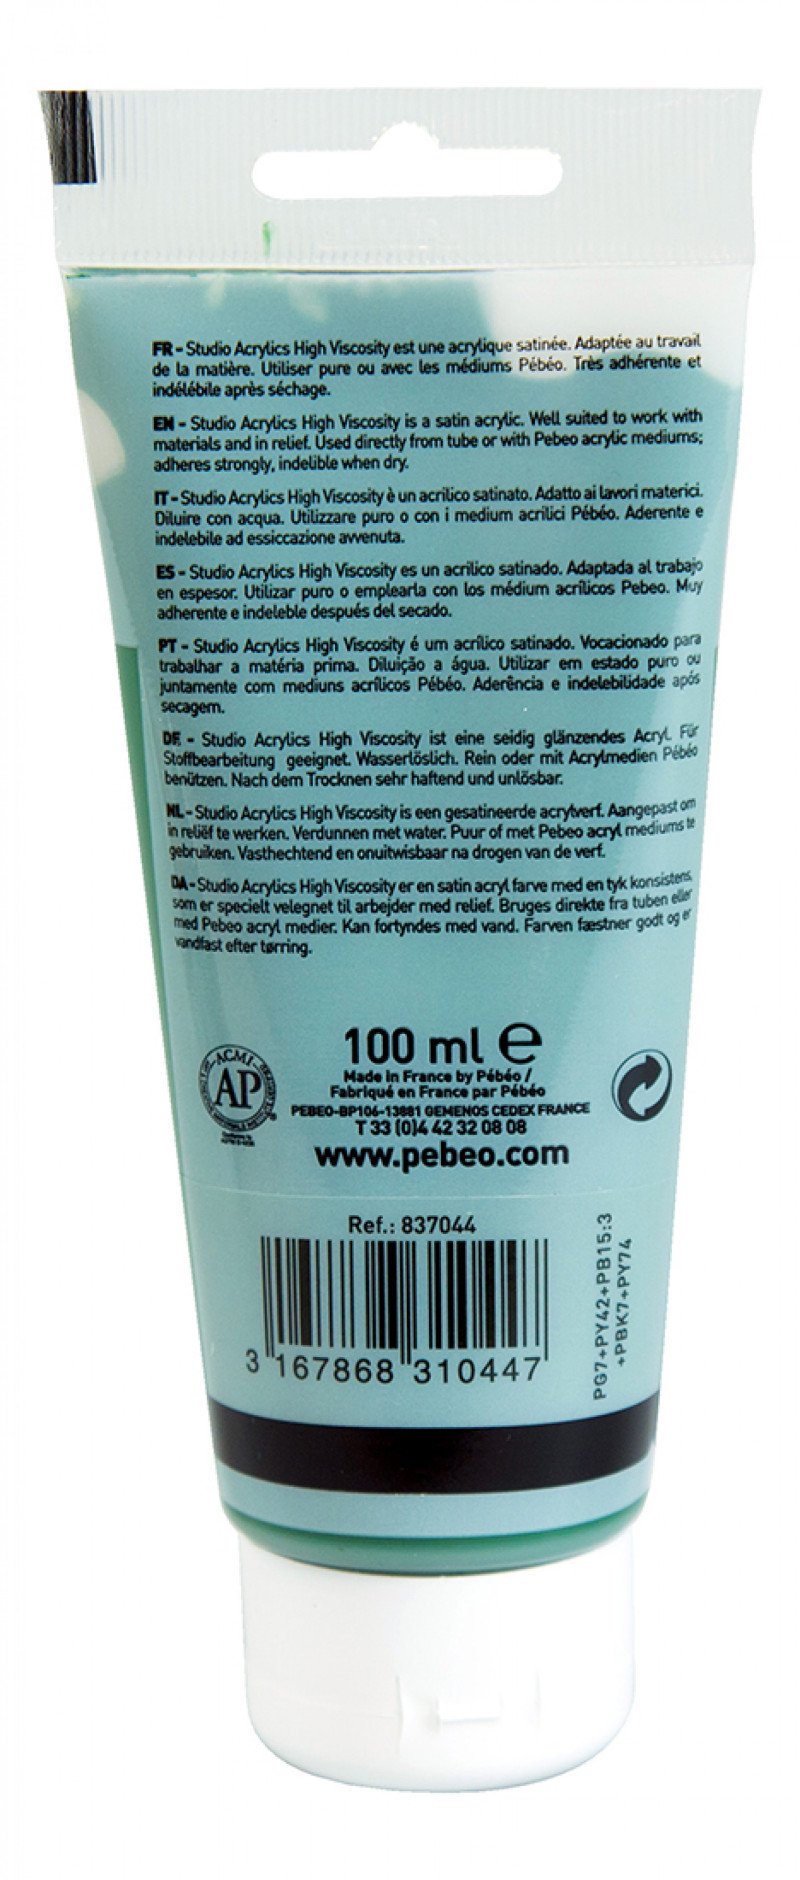 FR - Studio Acrylics High Viscosity est une acrylique satinée. Adaptée au travail
de la matière. Utiliser pure ou avec les médiums Pébéo. Très adhérente et
indélébile après séchage.
EN - Studio Acrylics High Viscosity is a satin acrylic. Well suited to work with
materials and in relief. Used directly from tube or with Pebeo acrylic mediums;
adheres strongly, indelible when dry.
IT - Studio Acrylics High Viscosity è un acrilico satinato. Adatto ai lavori materici.
Diluire con acqua. Utilizzare puro o con i medium acrilici Pébéo. Aderente e
indelebile ad essiccazione avvenuta.
ES - Studio Acrylics High Viscosity es un acrilico satinado. Adaptada al trabajo
en espesor. Utilizar puro o emplearla con los médium acrílicos Pebeo. Muy
adherente e indeleble después del secado.
PT - Studio Acrylics High Viscosity é um acrílico satinado. Vocacionado para
trabalhar a matéria prima. Diluição a água. Utilizar em estado puro ou
juntamente com mediuns acrílicos Pébéo. Aderência e indelebilidade após
secagem.
DE - Studio Acrylics High Viscosity ist eine seidig glänzendes Acryl. Für
Stoffbearbeitung geeignet. Wasserlöslich. Rein oder mit Acrylmedien Pébéo
benützen. Nach dem Trocknen sehr haftend und unlösbar.
NL - Studio Acrylics High Viscosity is een gesatineerde acrylverf. Aangepast om
in reliëf te werken. Verdunnen met water. Puur of met Pebeo acryl mediums te
gebruiken. Vasthechtend en onuitwisbaar na drogen van de verf.
DA - Studio Acrylics High Viscosity er en satin acryl farve med en tyk konsistens,
som er specielt velegnet til arbejder med relief. Bruges direkte fra tuben eller
med Pebeo acryl medier. Kan fortyndes med vand. Farven fæstner godt og er
vandfast efter tørring.
100 ml e
Made in France by Pébéo /
Fabriqué en France par Pébéo
PEBEO-BP106-13881 GEMENOS CEDEX FRANCE
T 33 (0)4 42 32 08 08
www.pebeo.com
ACMI
AP
Ref.: 837044
3 167868 310447
PG7+PY42+PB15:3
+PBK7+PY74